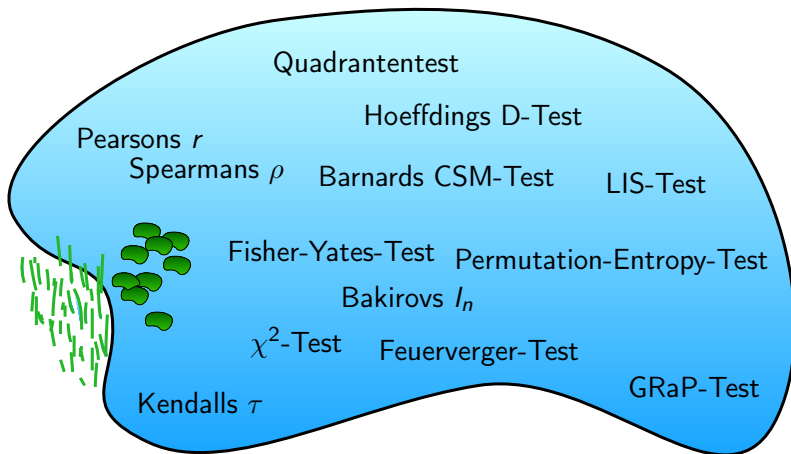 Quadrantentest
Hoeffdings D-Test
Pearsons r
Spearmans ρ
Barnards CSM-Test
LIS-Test
Fisher-Yates-Test
Permutation-Entropy-Test
Bakirovs Iₙ
χ²-Test
Feuerverger-Test
GRaP-Test
Kendalls τ